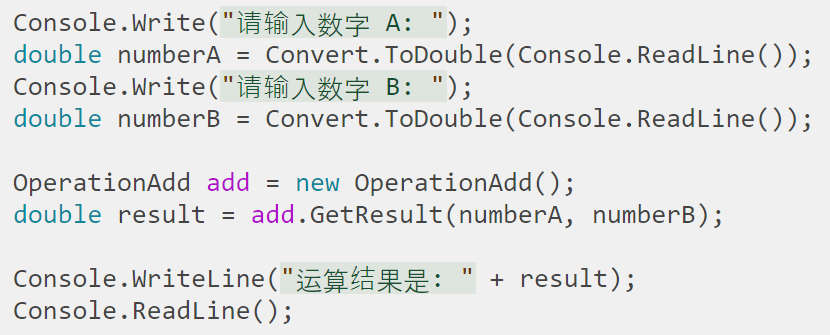 Console.Write("请输入数字 A: ");
double numberA = Convert.ToDouble(Console.ReadLine());
Console.Write("请输入数字 B: ");
double numberB = Convert.ToDouble(Console.ReadLine());
OperationAdd add = new OperationAdd();
double result = add.GetResult(numberA, numberB);
Console.WriteLine("运算结果是: " + result);
Console.ReadLine();